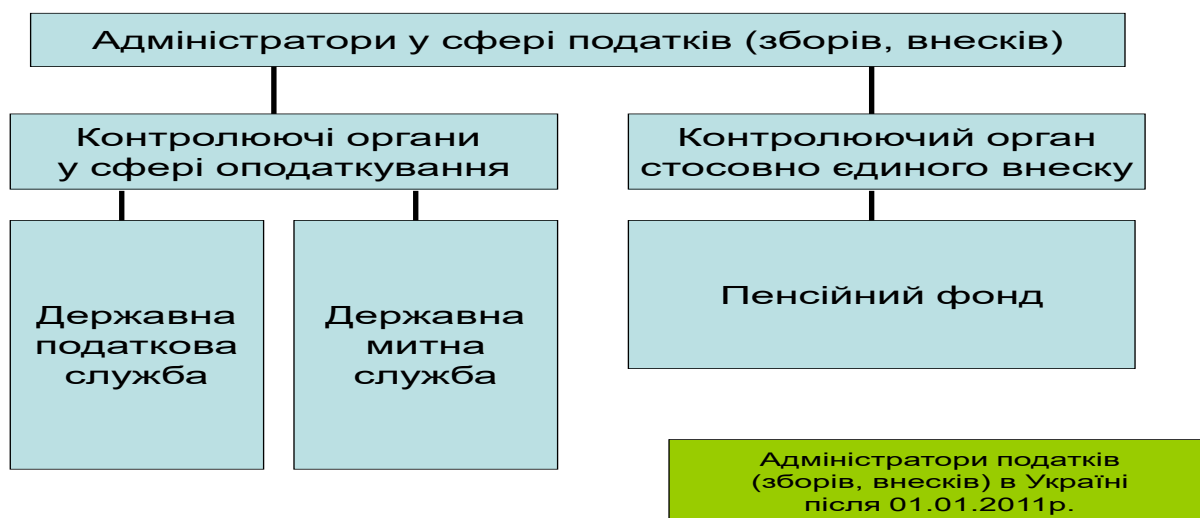 Адміністратори у сфері податків (зборів, внесків)
Контролюючі органи
у сфері оподаткування
Контролюючий орган
стосовно єдиного внеску
Державна
податкова
служба
Державна
митна
служба
Пенсійний фонд
Адміністратори податків
(зборів, внесків) в Україні
після 01.01.2011р.